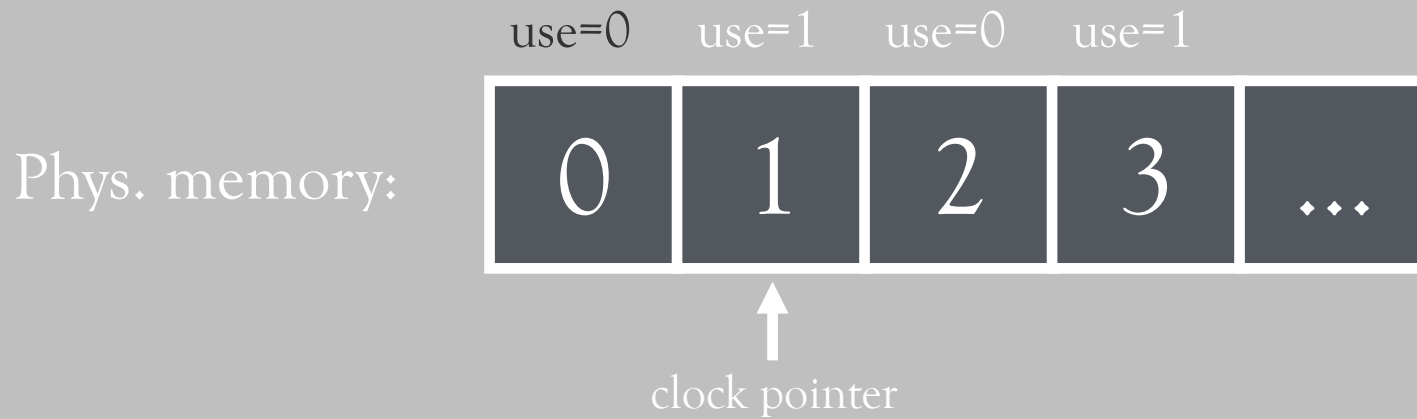 use=0 use=1 use=0 use=1
Phys. memory: 0 1 2 3 ...
clock pointer